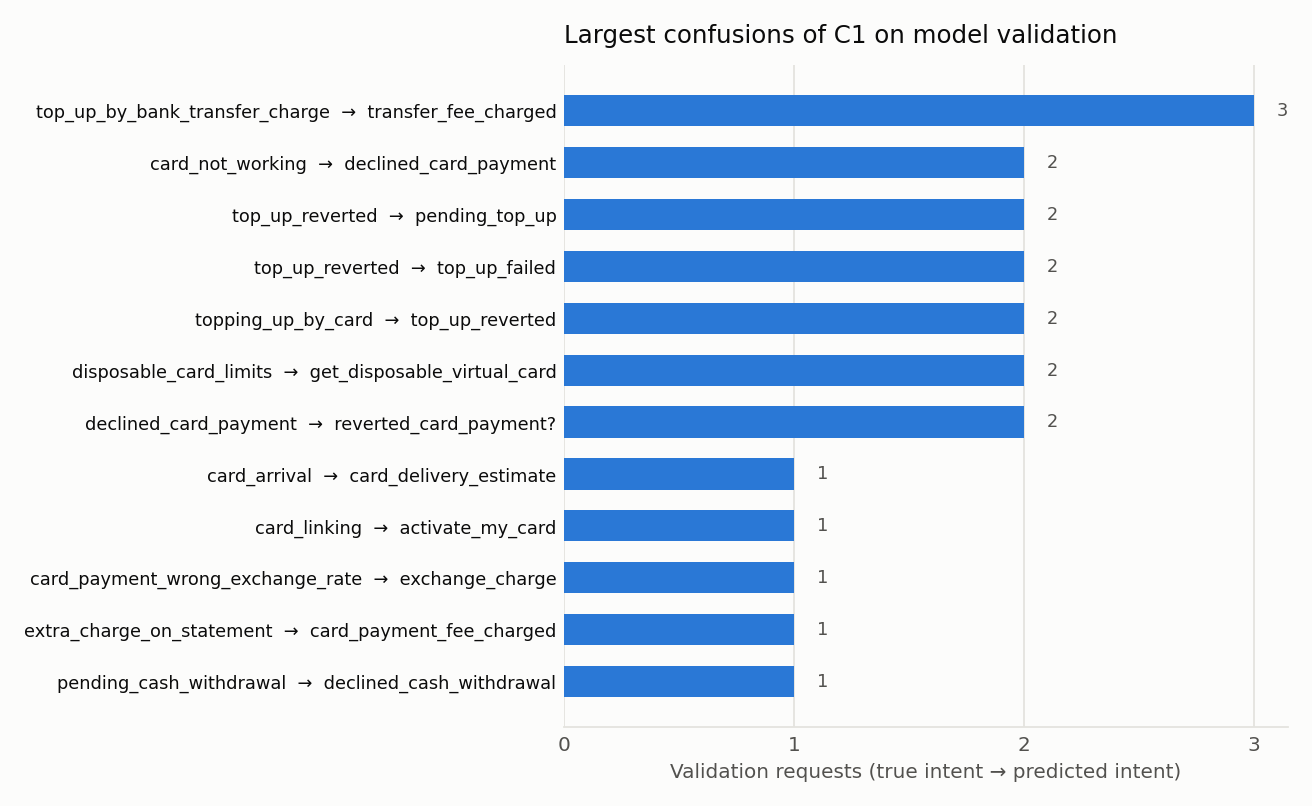 Largest confusions of C1 on model validation
top_up_by_bank_transfer_charge → transfer_fee_charged 3
card_not_working → declined_card_payment 2
top_up_reverted → pending_top_up 2
top_up_reverted → top_up_failed 2
topping_up_by_card → top_up_reverted 2
disposable_card_limits → get_disposable_virtual_card 2
declined_card_payment → reverted_card_payment? 2
card_arrival → card_delivery_estimate 1
card_linking → activate_my_card 1
card_payment_wrong_exchange_rate → exchange_charge 1
extra_charge_on_statement → card_payment_fee_charged 1
pending_cash_withdrawal → declined_cash_withdrawal 1
0 1 2 3
Validation requests (true intent → predicted intent)